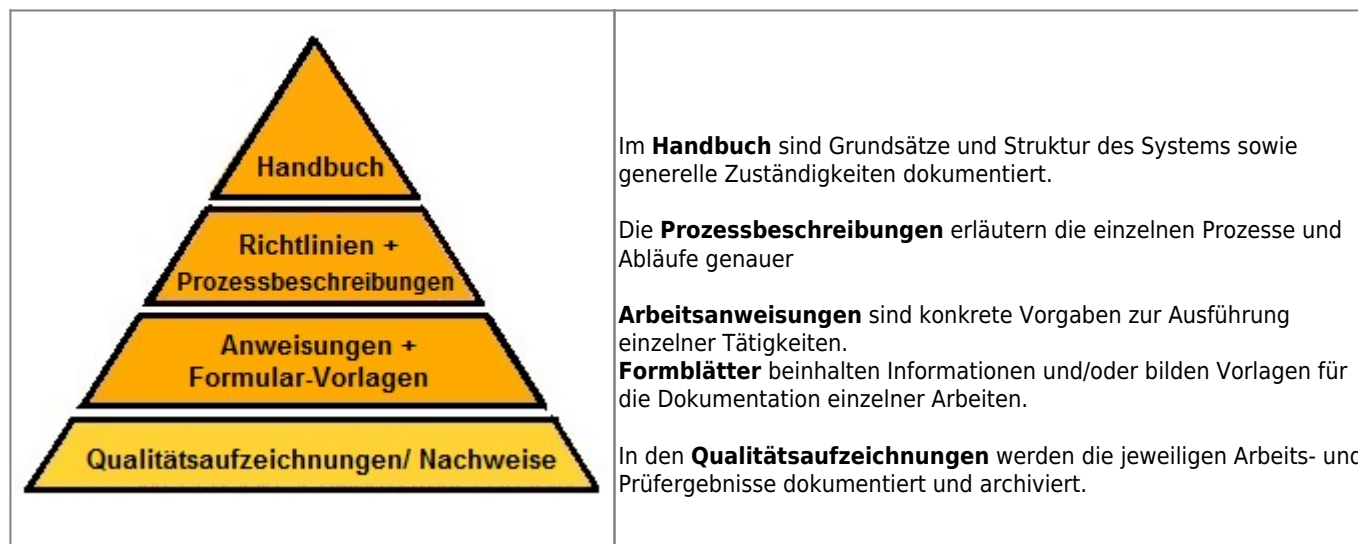 Handbuch
Richtlinien +
Prozessbeschreibungen
Anweisungen +
Formular-Vorlagen
Qualitätsaufzeichnungen/ Nachweise
Im Handbuch sind Grundsätze und Struktur des Systems sowie
generelle Zuständigkeiten dokumentiert.
Die Prozessbeschreibungen erläutern die einzelnen Prozesse und
Abläufe genauer
Arbeitsanweisungen sind konkrete Vorgaben zur Ausführung
einzelner Tätigkeiten.
Formblätter beinhalten Informationen und/oder bilden Vorlagen für
die Dokumentation einzelner Arbeiten.
In den Qualitätsaufzeichnungen werden die jeweiligen Arbeits- und
Prüfergebnisse dokumentiert und archiviert.